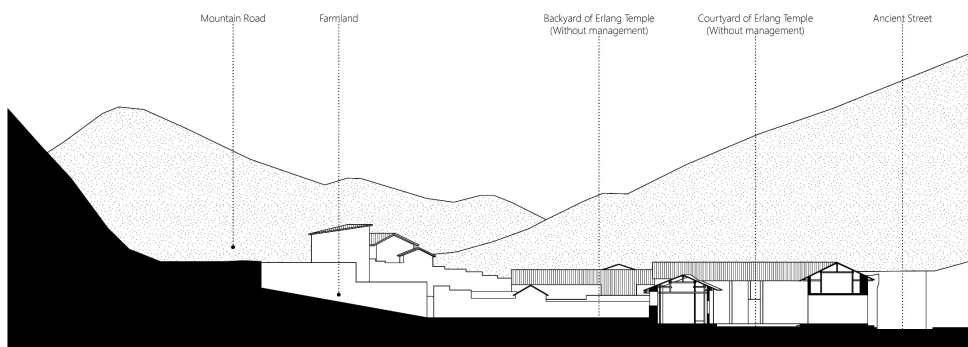 Mountain Road
Farmland
Backyard of Erlang Temple
(Without management)
Courtyard of Erlang Temple
(Without management)
Ancient Street